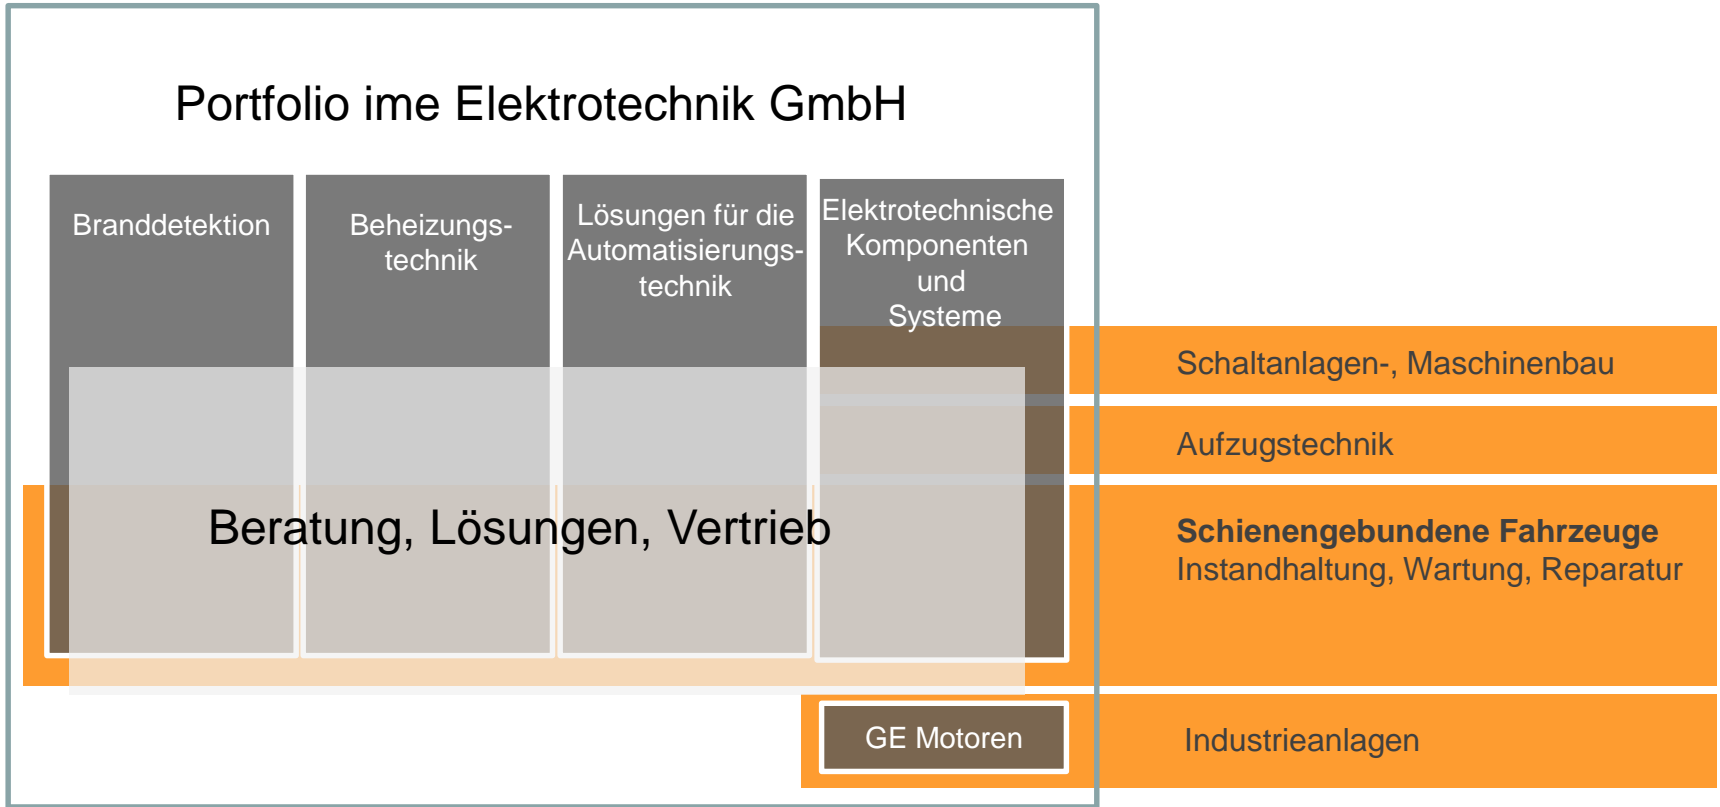 Portfolio ime Elektrotechnik GmbH
Branddetektion
Beheizungs-
technik
Lösungen für die
Automatisierungs-
technik
Elektrotechnische
Komponenten
und
Systeme
Schaltanlagen-, Maschinenbau
Aufzugstechnik
Beratung, Lösungen, Vertrieb
Schienengebundene Fahrzeuge
Instandhaltung, Wartung, Reparatur
GE Motoren
Industrieanlagen